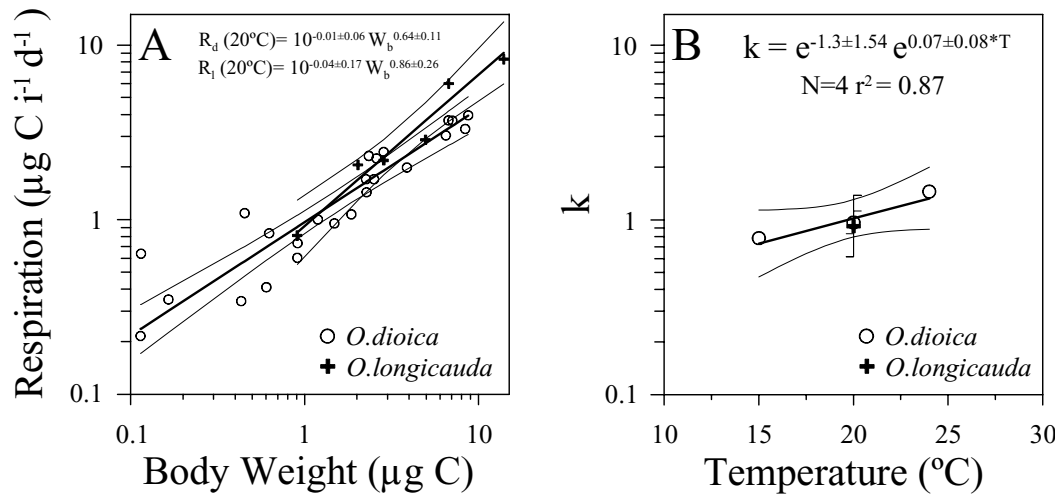 A
R_d (20ºC)= 10^-0.01±0.06 W_b^0.64±0.11
R_l (20ºC)= 10^-0.04±0.17 W_b^0.86±0.26
Respiration (µg C i^-1 d^-1)
10
1
0.1
O.dioica
O.longicauda
0.1
1
10
Body Weight (µg C)
B
k = e^-1.3±1.54 e^0.07±0.08*T
N=4 r^2 = 0.87
k
10
1
0.1
O.dioica
O.longicauda
10
15
20
25
30
Temperature (ºC)